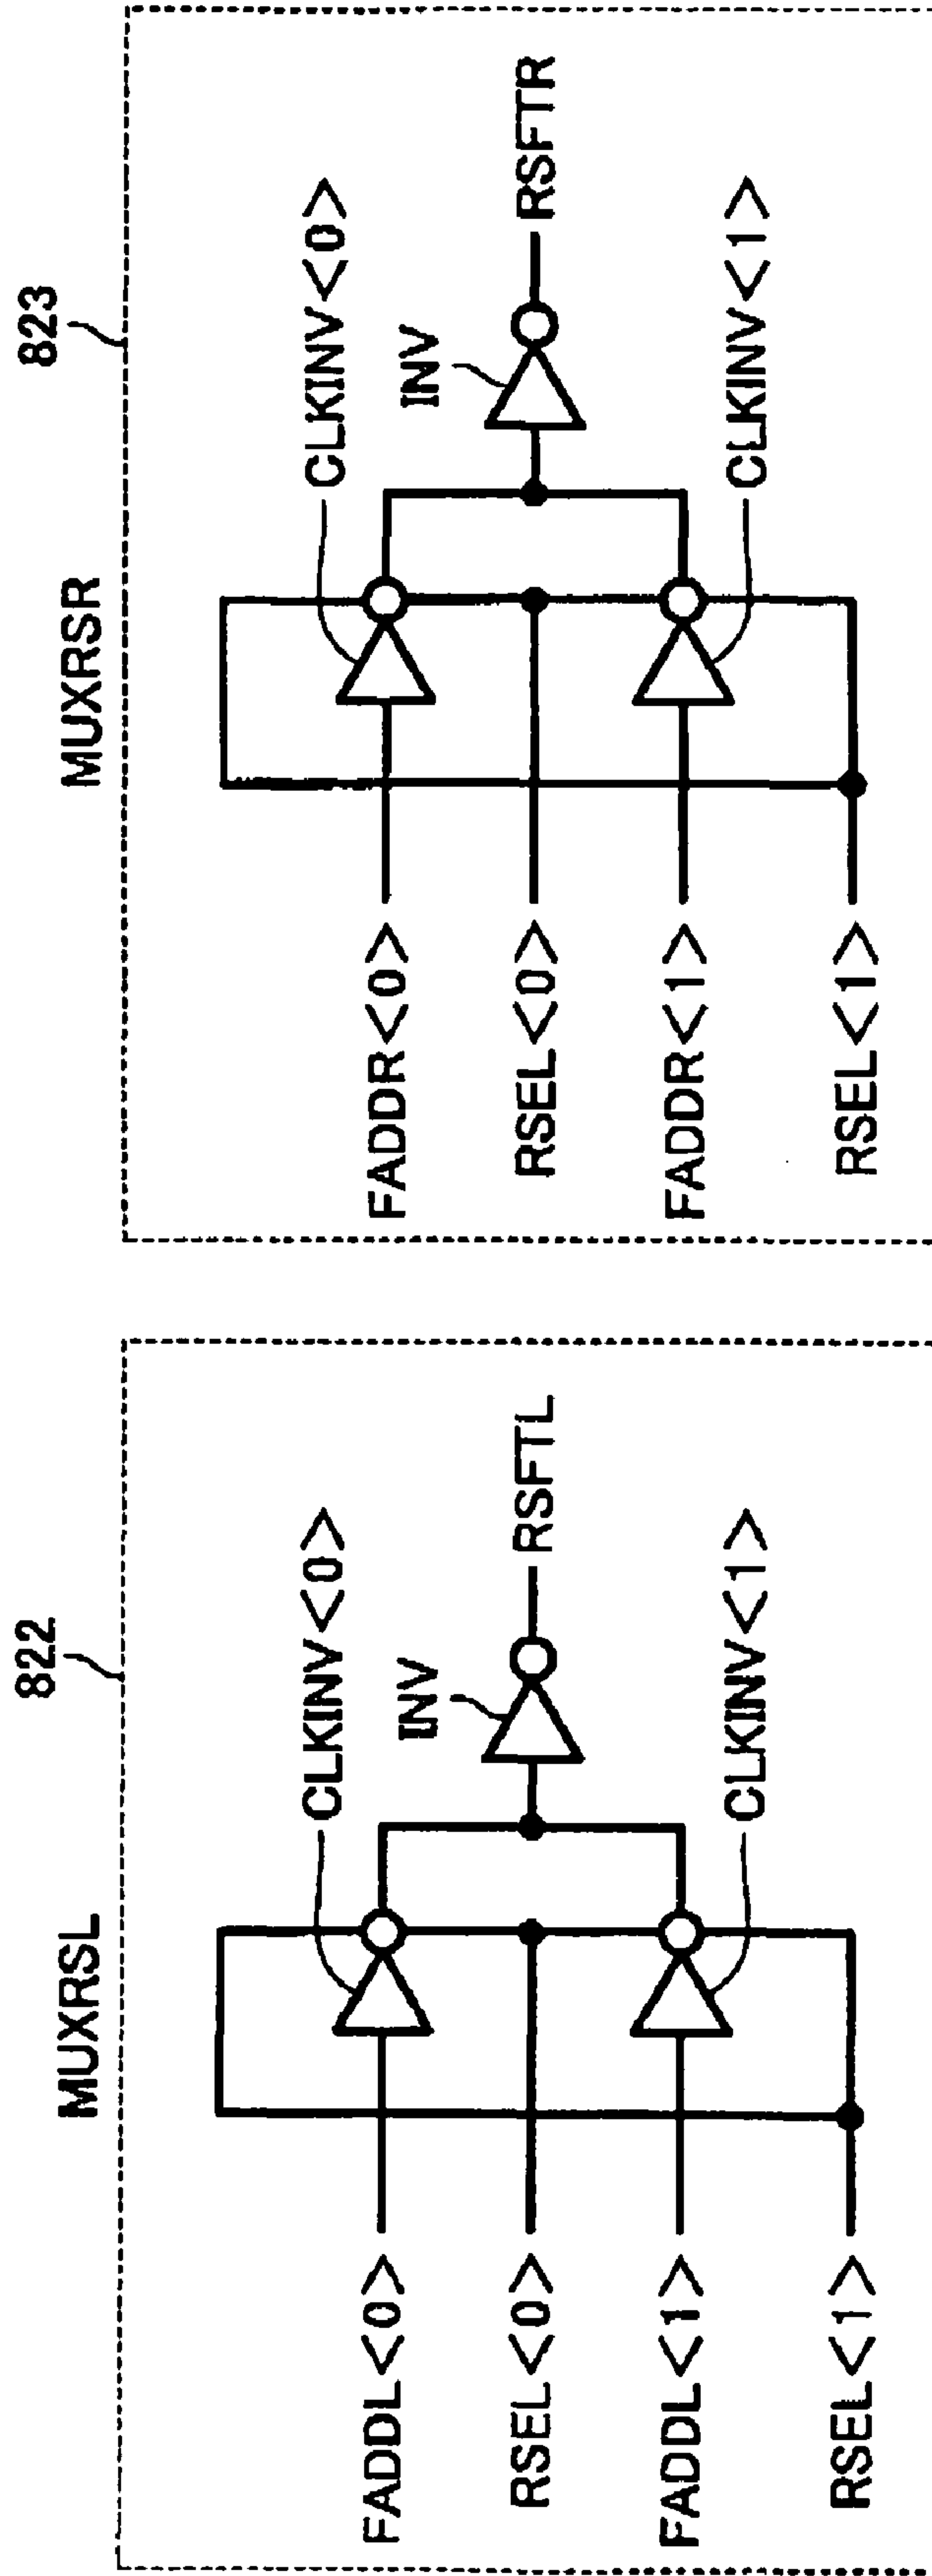 822
MUXRSL
CLKINV<0>
FADDL<0>
INV
RSEL<0>
RSFTL
FADDL<1>
CLKINV<1>
RSEL<1>
823
MUXRSR
CLKINV<0>
FADDR<0>
INV
RSEL<0>
RSFTR
FADDR<1>
CLKINV<1>
RSEL<1>